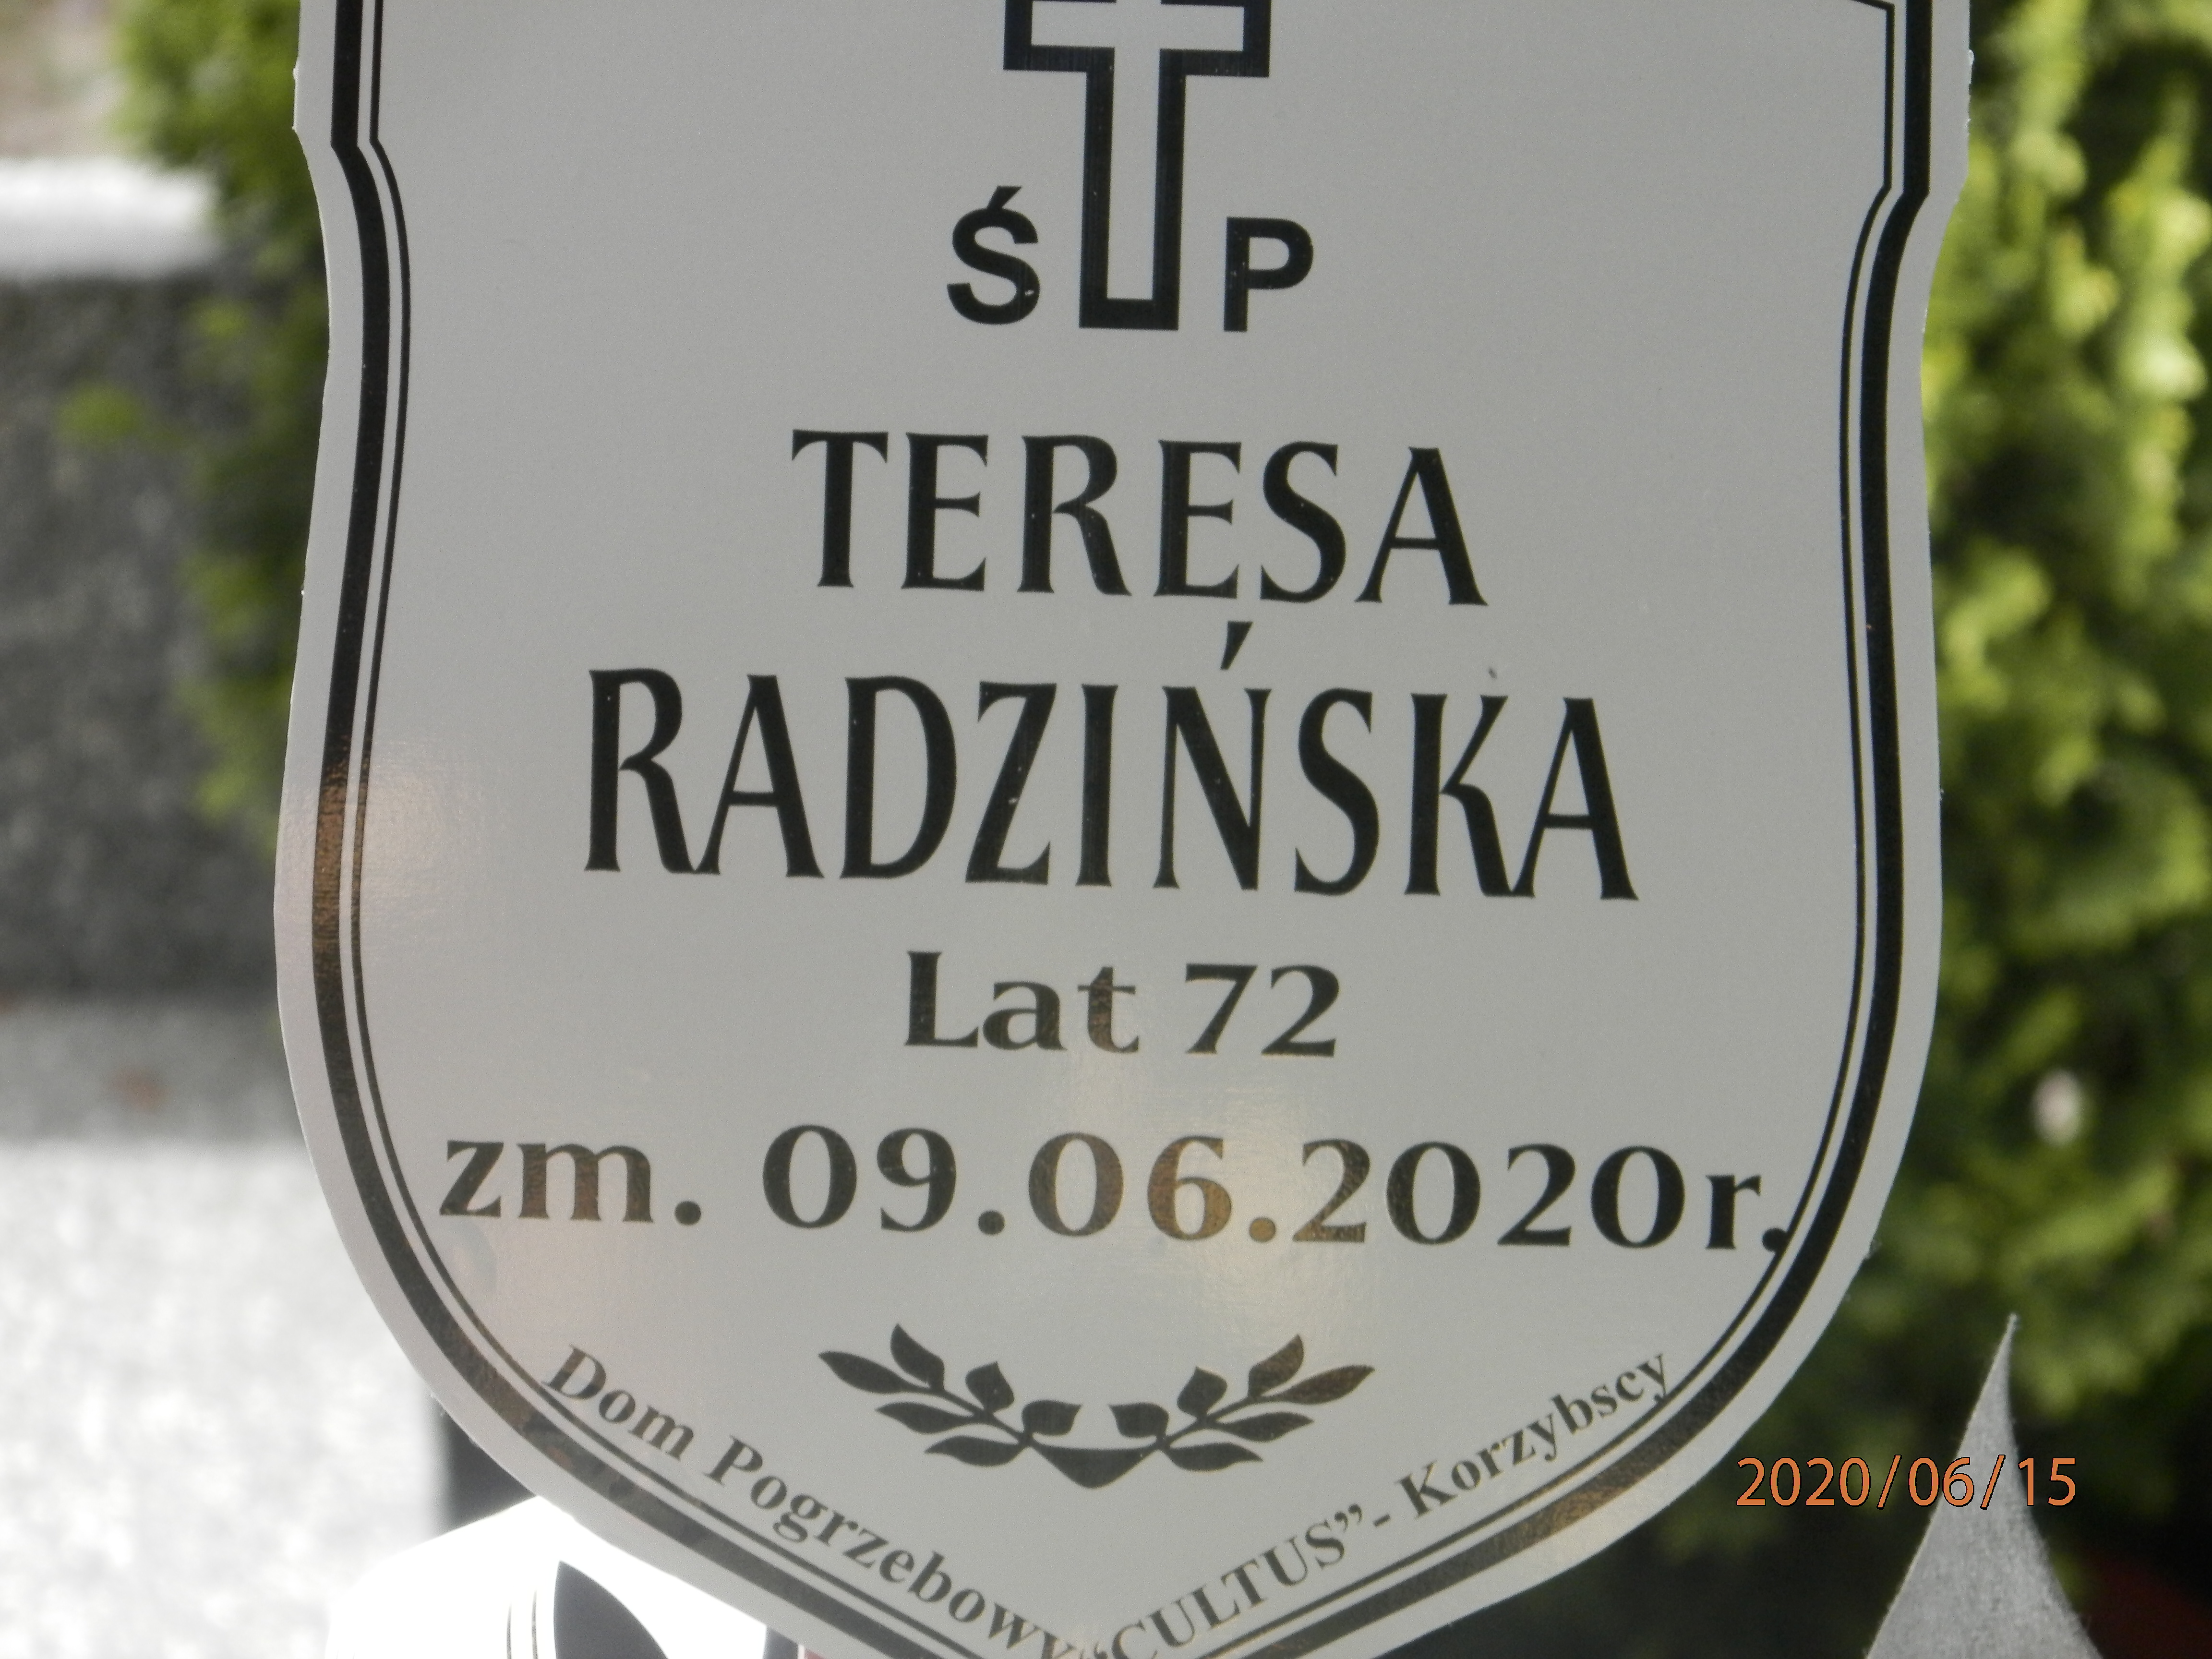 Ś P
TERESA
RADZIŃSKA
Lat 72
zm. 09.06.2020r.
Dom Pogrzebowy “CULTUS”- Korzybscy
2020/06/15